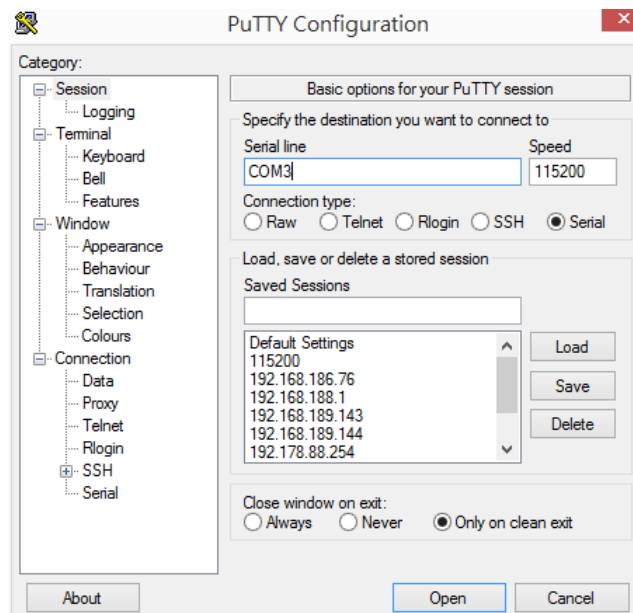 PuTTY Configuration
Category:
Session
Logging
Terminal
Keyboard
Bell
Features
Window
Appearance
Behaviour
Translation
Selection
Colours
Connection
Data
Proxy
Telnet
Rlogin
SSH
Serial
Basic options for your PuTTY session
Specify the destination you want to connect to
Serial line Speed
COM3 115200
Connection type:
Raw Telnet Rlogin SSH Serial
Load, save or delete a stored session
Saved Sessions
Default Settings
115200
192.168.186.76
192.168.188.1
192.168.189.143
192.168.189.144
192.178.88.254
Load
Save
Delete
Close window on exit:
Always Never Only on clean exit
About Open Cancel